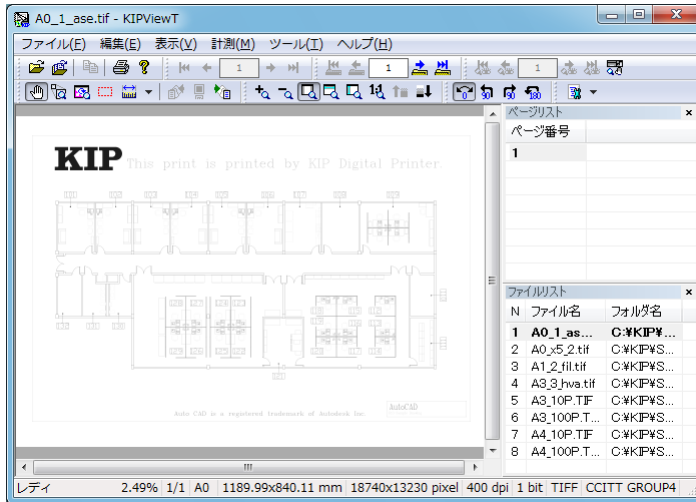 A0_1_ase.tif - KIPViewT
ファイル(F) 編集(E) 表示(V) 計測(M) ツール(T) ヘルプ(H)
1 1 1
1:1 0 90 90 180
KIP This print is printed by KIP Digital Printer.
AutoCAD
Auto CAD is a registered trademark of Autodesk Inc.
ページリスト
ページ番号
1
ファイルリスト
N ファイル名 フォルダ名
1 A0_1_as... C:¥KIP¥...
2 A0_x5_2.tif C:¥KIP¥S...
3 A1_2_fil.tif C:¥KIP¥S...
4 A3_3_hva.tif C:¥KIP¥S...
5 A3_10P.TIF C:¥KIP¥S...
6 A3_100P.T... C:¥KIP¥S...
7 A4_10P.TIF C:¥KIP¥S...
8 A4_100P.T... C:¥KIP¥S...
レディ 2.49% 1/1 A0 1189.99x840.11 mm 18740x13230 pixel 400 dpi 1 bit TIFF CCITT GROUP4